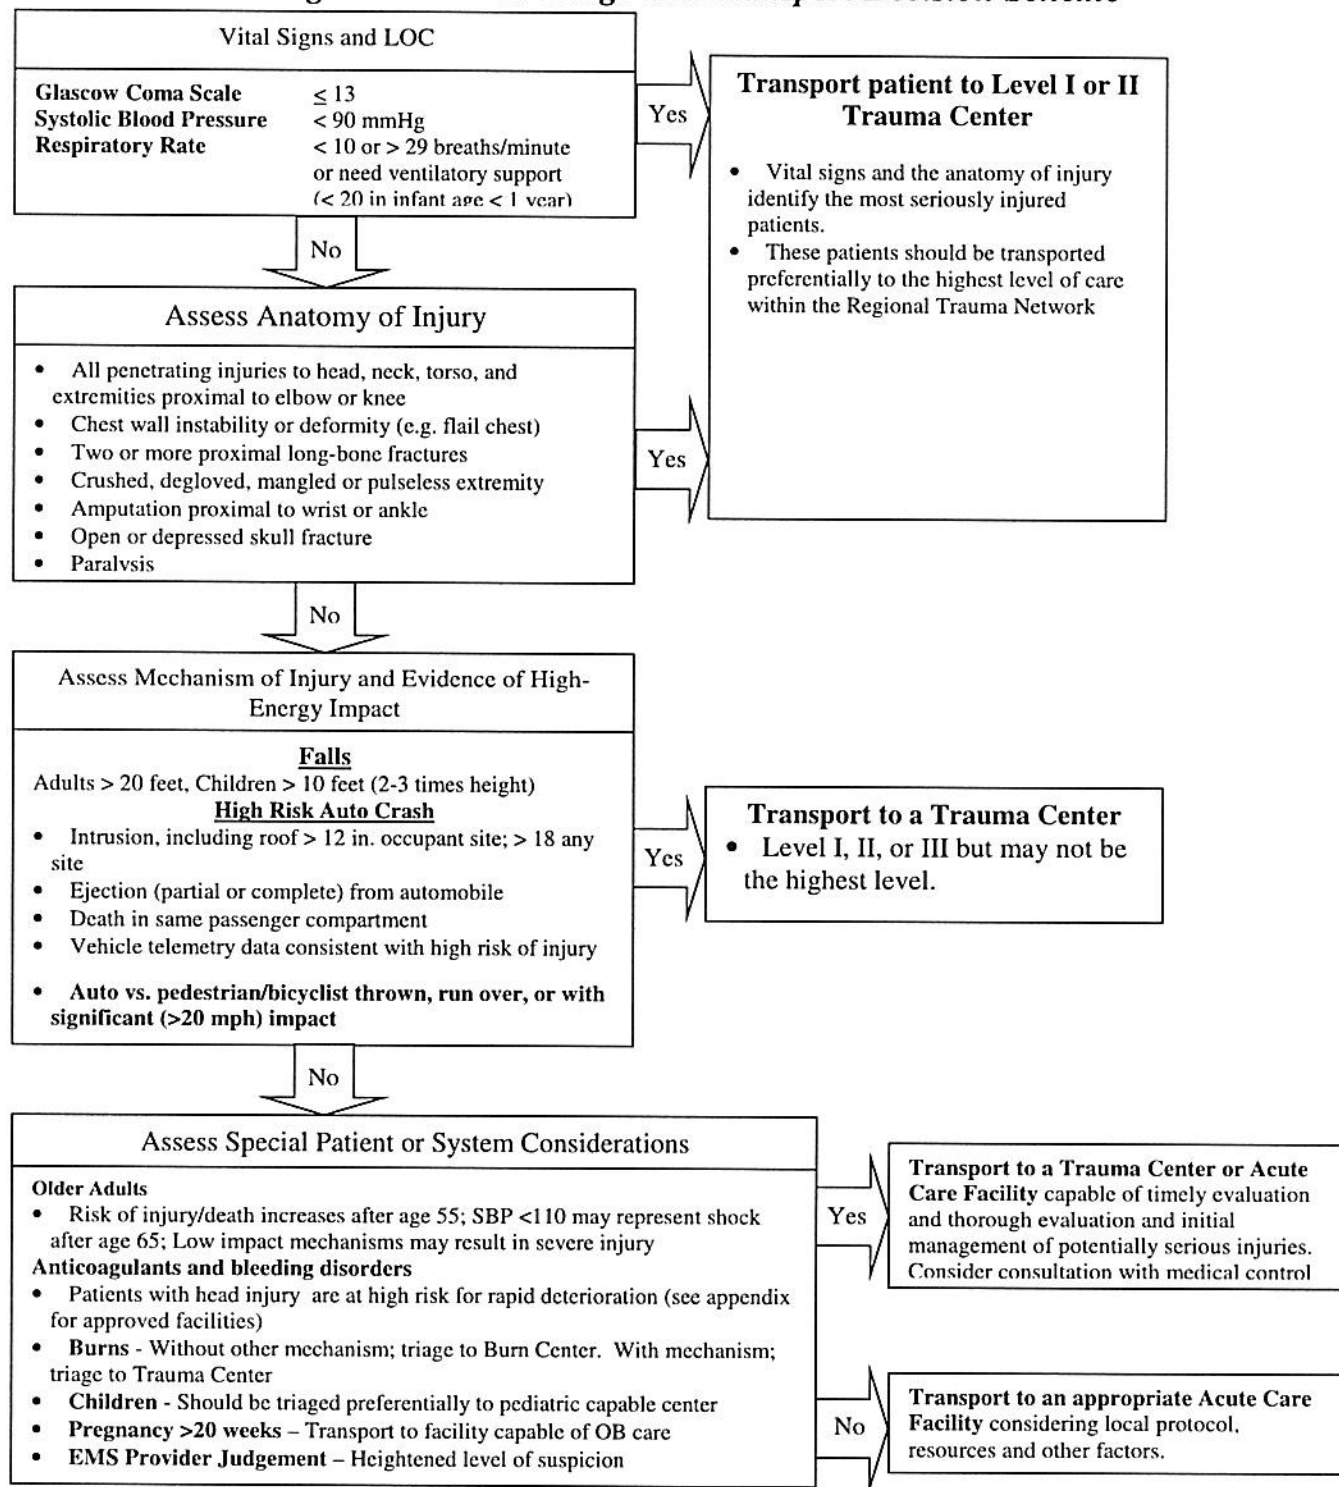 Vital Signs and LOC
Glascow Coma Scale ≤ 13
Systolic Blood Pressure < 90 mmHg
Respiratory Rate < 10 or > 29 breaths/minute
or need ventilatory support
(< 20 in infant age < 1 year)
Yes
Transport patient to Level I or II
Trauma Center
• Vital signs and the anatomy of injury
identify the most seriously injured
patients.
• These patients should be transported
preferentially to the highest level of care
within the Regional Trauma Network
No
Assess Anatomy of Injury
• All penetrating injuries to head, neck, torso, and
extremities proximal to elbow or knee
• Chest wall instability or deformity (e.g. flail chest)
• Two or more proximal long-bone fractures
• Crushed, degloved, mangled or pulseless extremity
• Amputation proximal to wrist or ankle
• Open or depressed skull fracture
• Paralysis
Yes
No
Assess Mechanism of Injury and Evidence of High-
Energy Impact
Falls
Adults > 20 feet, Children > 10 feet (2-3 times height)
High Risk Auto Crash
• Intrusion, including roof > 12 in. occupant site; > 18 any
site
• Ejection (partial or complete) from automobile
• Death in same passenger compartment
• Vehicle telemetry data consistent with high risk of injury
• Auto vs. pedestrian/bicyclist thrown, run over, or with
significant (>20 mph) impact
Yes
Transport to a Trauma Center
• Level I, II, or III but may not be
the highest level.
No
Assess Special Patient or System Considerations
Older Adults
• Risk of injury/death increases after age 55; SBP <110 may represent shock
after age 65; Low impact mechanisms may result in severe injury
Anticoagulants and bleeding disorders
• Patients with head injury are at high risk for rapid deterioration (see appendix
for approved facilities)
• Burns - Without other mechanism; triage to Burn Center. With mechanism;
triage to Trauma Center
• Children - Should be triaged preferentially to pediatric capable center
• Pregnancy >20 weeks – Transport to facility capable of OB care
• EMS Provider Judgement – Heightened level of suspicion
Yes
Transport to a Trauma Center or Acute
Care Facility capable of timely evaluation
and thorough evaluation and initial
management of potentially serious injuries.
Consider consultation with medical control
No
Transport to an appropriate Acute Care
Facility considering local protocol,
resources and other factors.